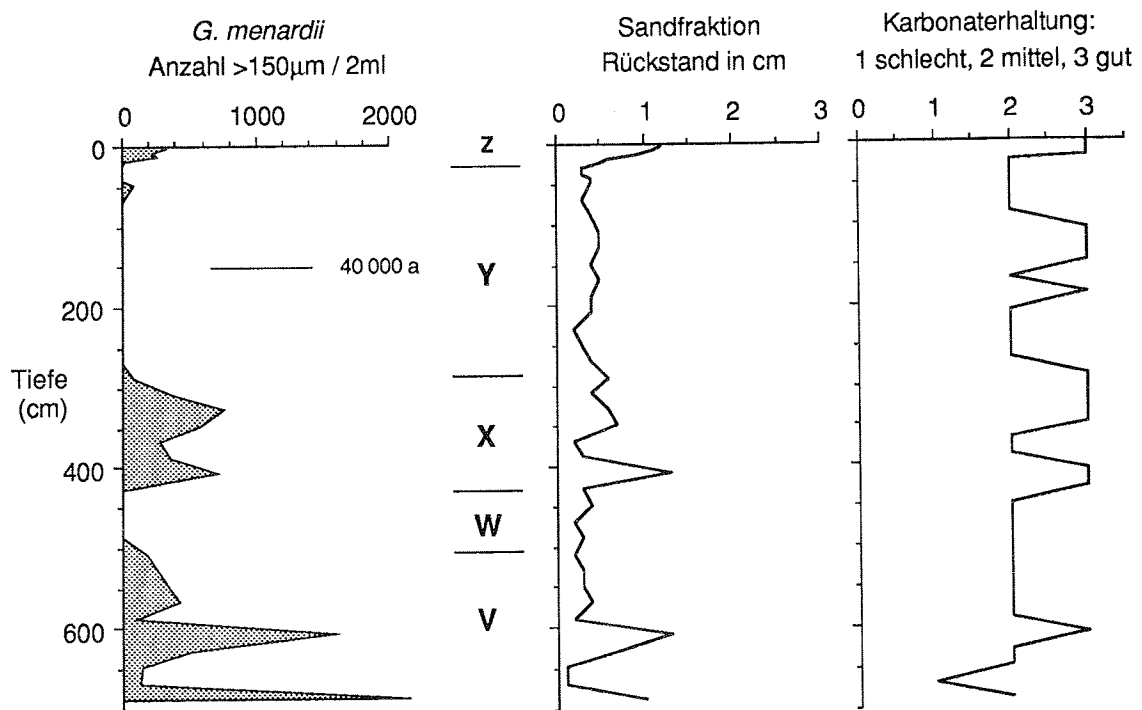 G. menardii
Anzahl >150µm / 2ml
0 1000 2000
Sandfraktion
Rückstand in cm
0 1 2 3
Karbonaterhaltung:
1 schlecht, 2 mittel, 3 gut
0 1 2 3
0
200
Tiefe
(cm)
400
600
40 000 a
Z
Y
X
W
V